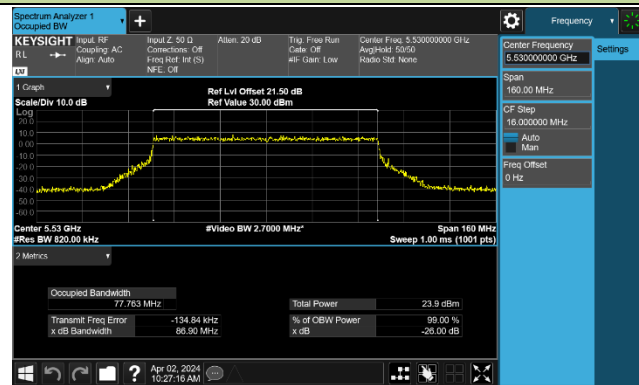 Spectrum Analyzer 1
Occupied BW
Frequency
KEYSIGHT
Input: RF
Coupling: AC
Align: Auto
Input Z: 50 Ω
Corrections: Off
Freq Ref: Int (S)
NFE: Off
Atten: 20 dB
Trig: Free Run
Gate: Off
#IF Gain: Low
Center Freq: 5.530000000 GHz
Avg|Hold: 50/50
Radio Std: None
RL
LXI
Center Frequency
5.530000000 GHz
Settings
Span
160.00 MHz
CF Step
16.000000 MHz
Auto
Man
Freq Offset
0 Hz
1 Graph
Scale/Div 10.0 dB
Ref Lvl Offset 21.50 dB
Ref Value 30.00 dBm
Log
20.0
10.0
0.00
-10.0
-20.0
-30.0
-40.0
-50.0
-60.0
Center 5.53 GHz
#Res BW 820.00 kHz
#Video BW 2.7000 MHz*
Span 160 MHz
Sweep 1.00 ms (1001 pts)
2 Metrics
Occupied Bandwidth
77.763 MHz
Total Power 23.9 dBm
Transmit Freq Error -134.84 kHz
% of OBW Power 99.00 %
x dB Bandwidth 86.90 MHz
x dB -26.00 dB
?
Apr 02, 2024
10:27:16 AM